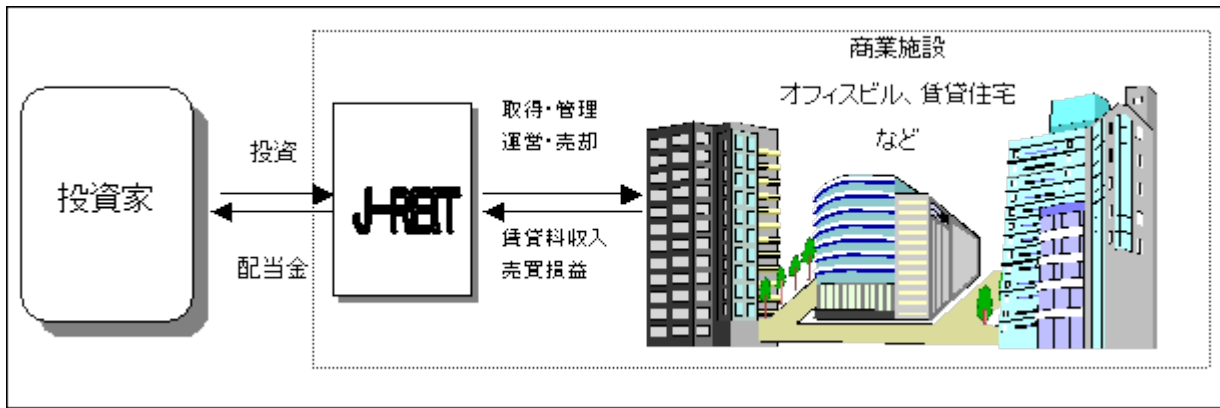 商業施設
オフィスビル、賃貸住宅
など
取得・管理
運営・売却
投資
投資家
J-REIT
配当金
賃貸料収入
売買損益